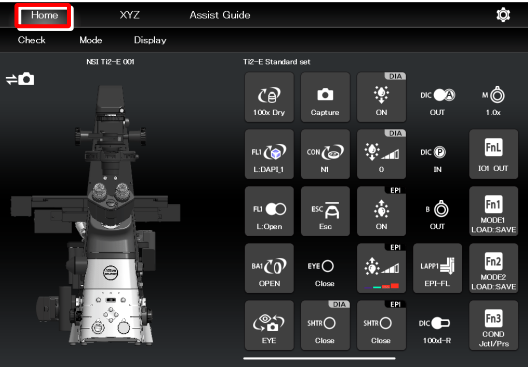 Home XYZ Assist Guide
Check Mode Display
NSI Ti2-E 001
Ti2-E Standard set
DIA
100x Dry Capture ON DIC OUT M 1.0x
DIA
FL1 L:DAPI_1 CON N1 0 DIC P IN FnL IO1 OUT
EPI
FL1 L:Open ESC Esc ON B OUT Fn1 MODE1 LOAD::SAVE
EPI
BA1 OPEN EYE Close LAPP1 EPI-FL Fn2 MODE2 LOAD::SAVE
DIA EPI
EYE SHTR Close SHTR Close DIC 100xI-R Fn3 COND Jctl/Prs